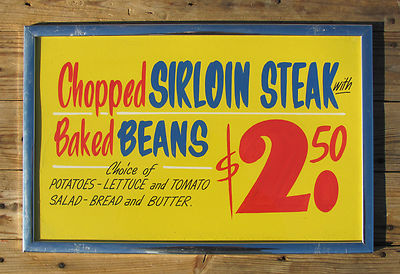 Chopped SIRLOIN STEAK with
Baked BEANS
Choice of
POTATOES - LETTUCE and TOMATO
SALAD - BREAD and BUTTER.
$2.50